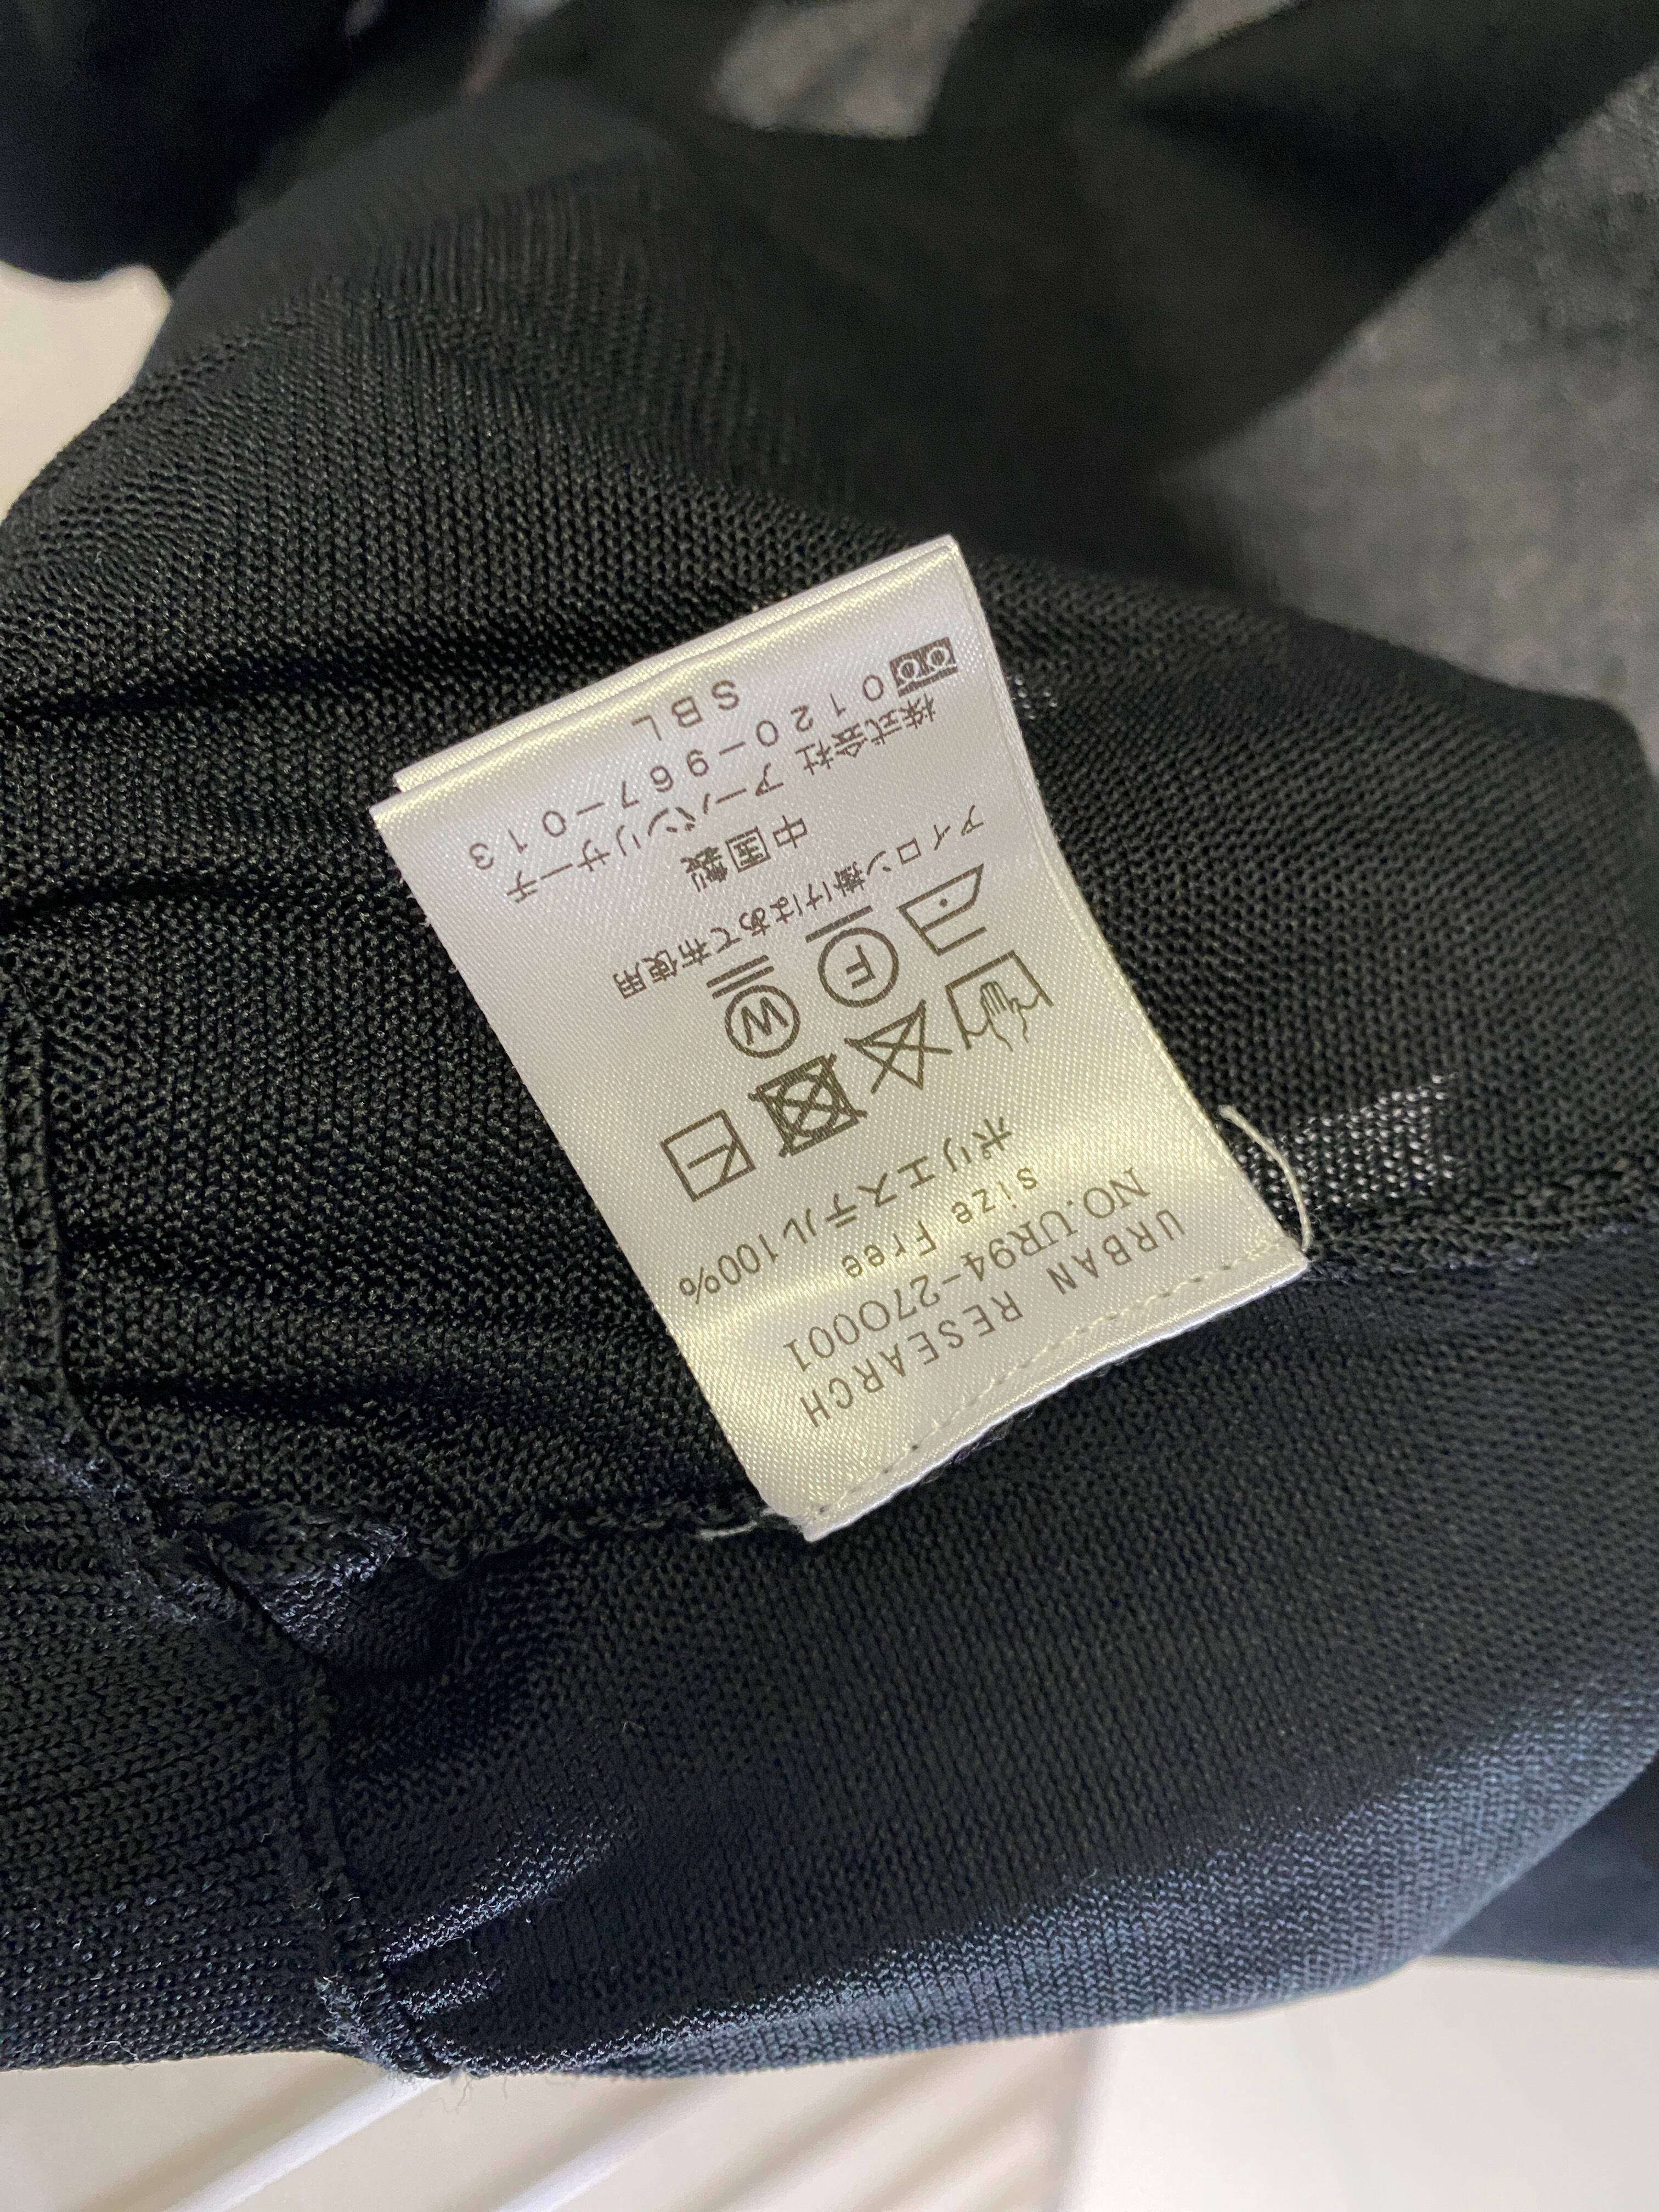 URBAN RESEARCH
NO.UR94-27O001
size Free
ポリエステル100%
W
F
アイロン掛けはあて布使用
中国製
株式会社 アーバンリサーチ
0120-967-013
SBL